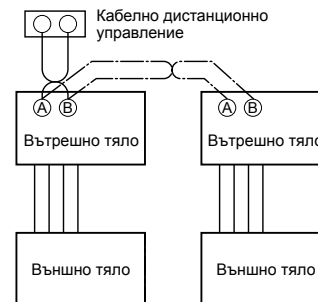 Кабелно дистанционно
управление
A B A B
Вътрешно тяло Вътрешно тяло
Външно тяло Външно тяло